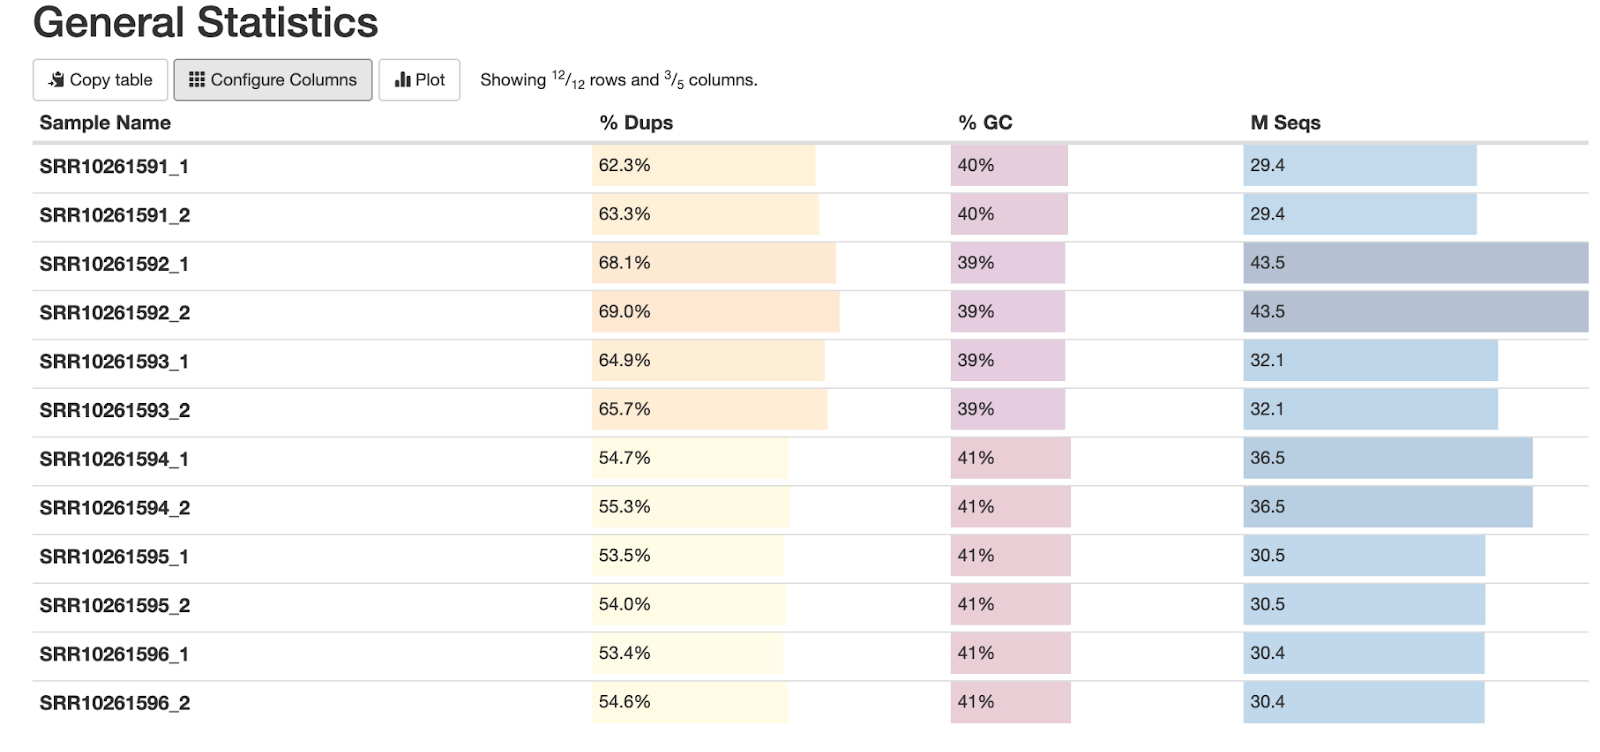 General Statistics
Copy table Configure Columns Plot Showing 12/12 rows and 3/5 columns.
Sample Name % Dups % GC M Seqs
SRR10261591_1 62.3% 40% 29.4
SRR10261591_2 63.3% 40% 29.4
SRR10261592_1 68.1% 39% 43.5
SRR10261592_2 69.0% 39% 43.5
SRR10261593_1 64.9% 39% 32.1
SRR10261593_2 65.7% 39% 32.1
SRR10261594_1 54.7% 41% 36.5
SRR10261594_2 55.3% 41% 36.5
SRR10261595_1 53.5% 41% 30.5
SRR10261595_2 54.0% 41% 30.5
SRR10261596_1 53.4% 41% 30.4
SRR10261596_2 54.6% 41% 30.4